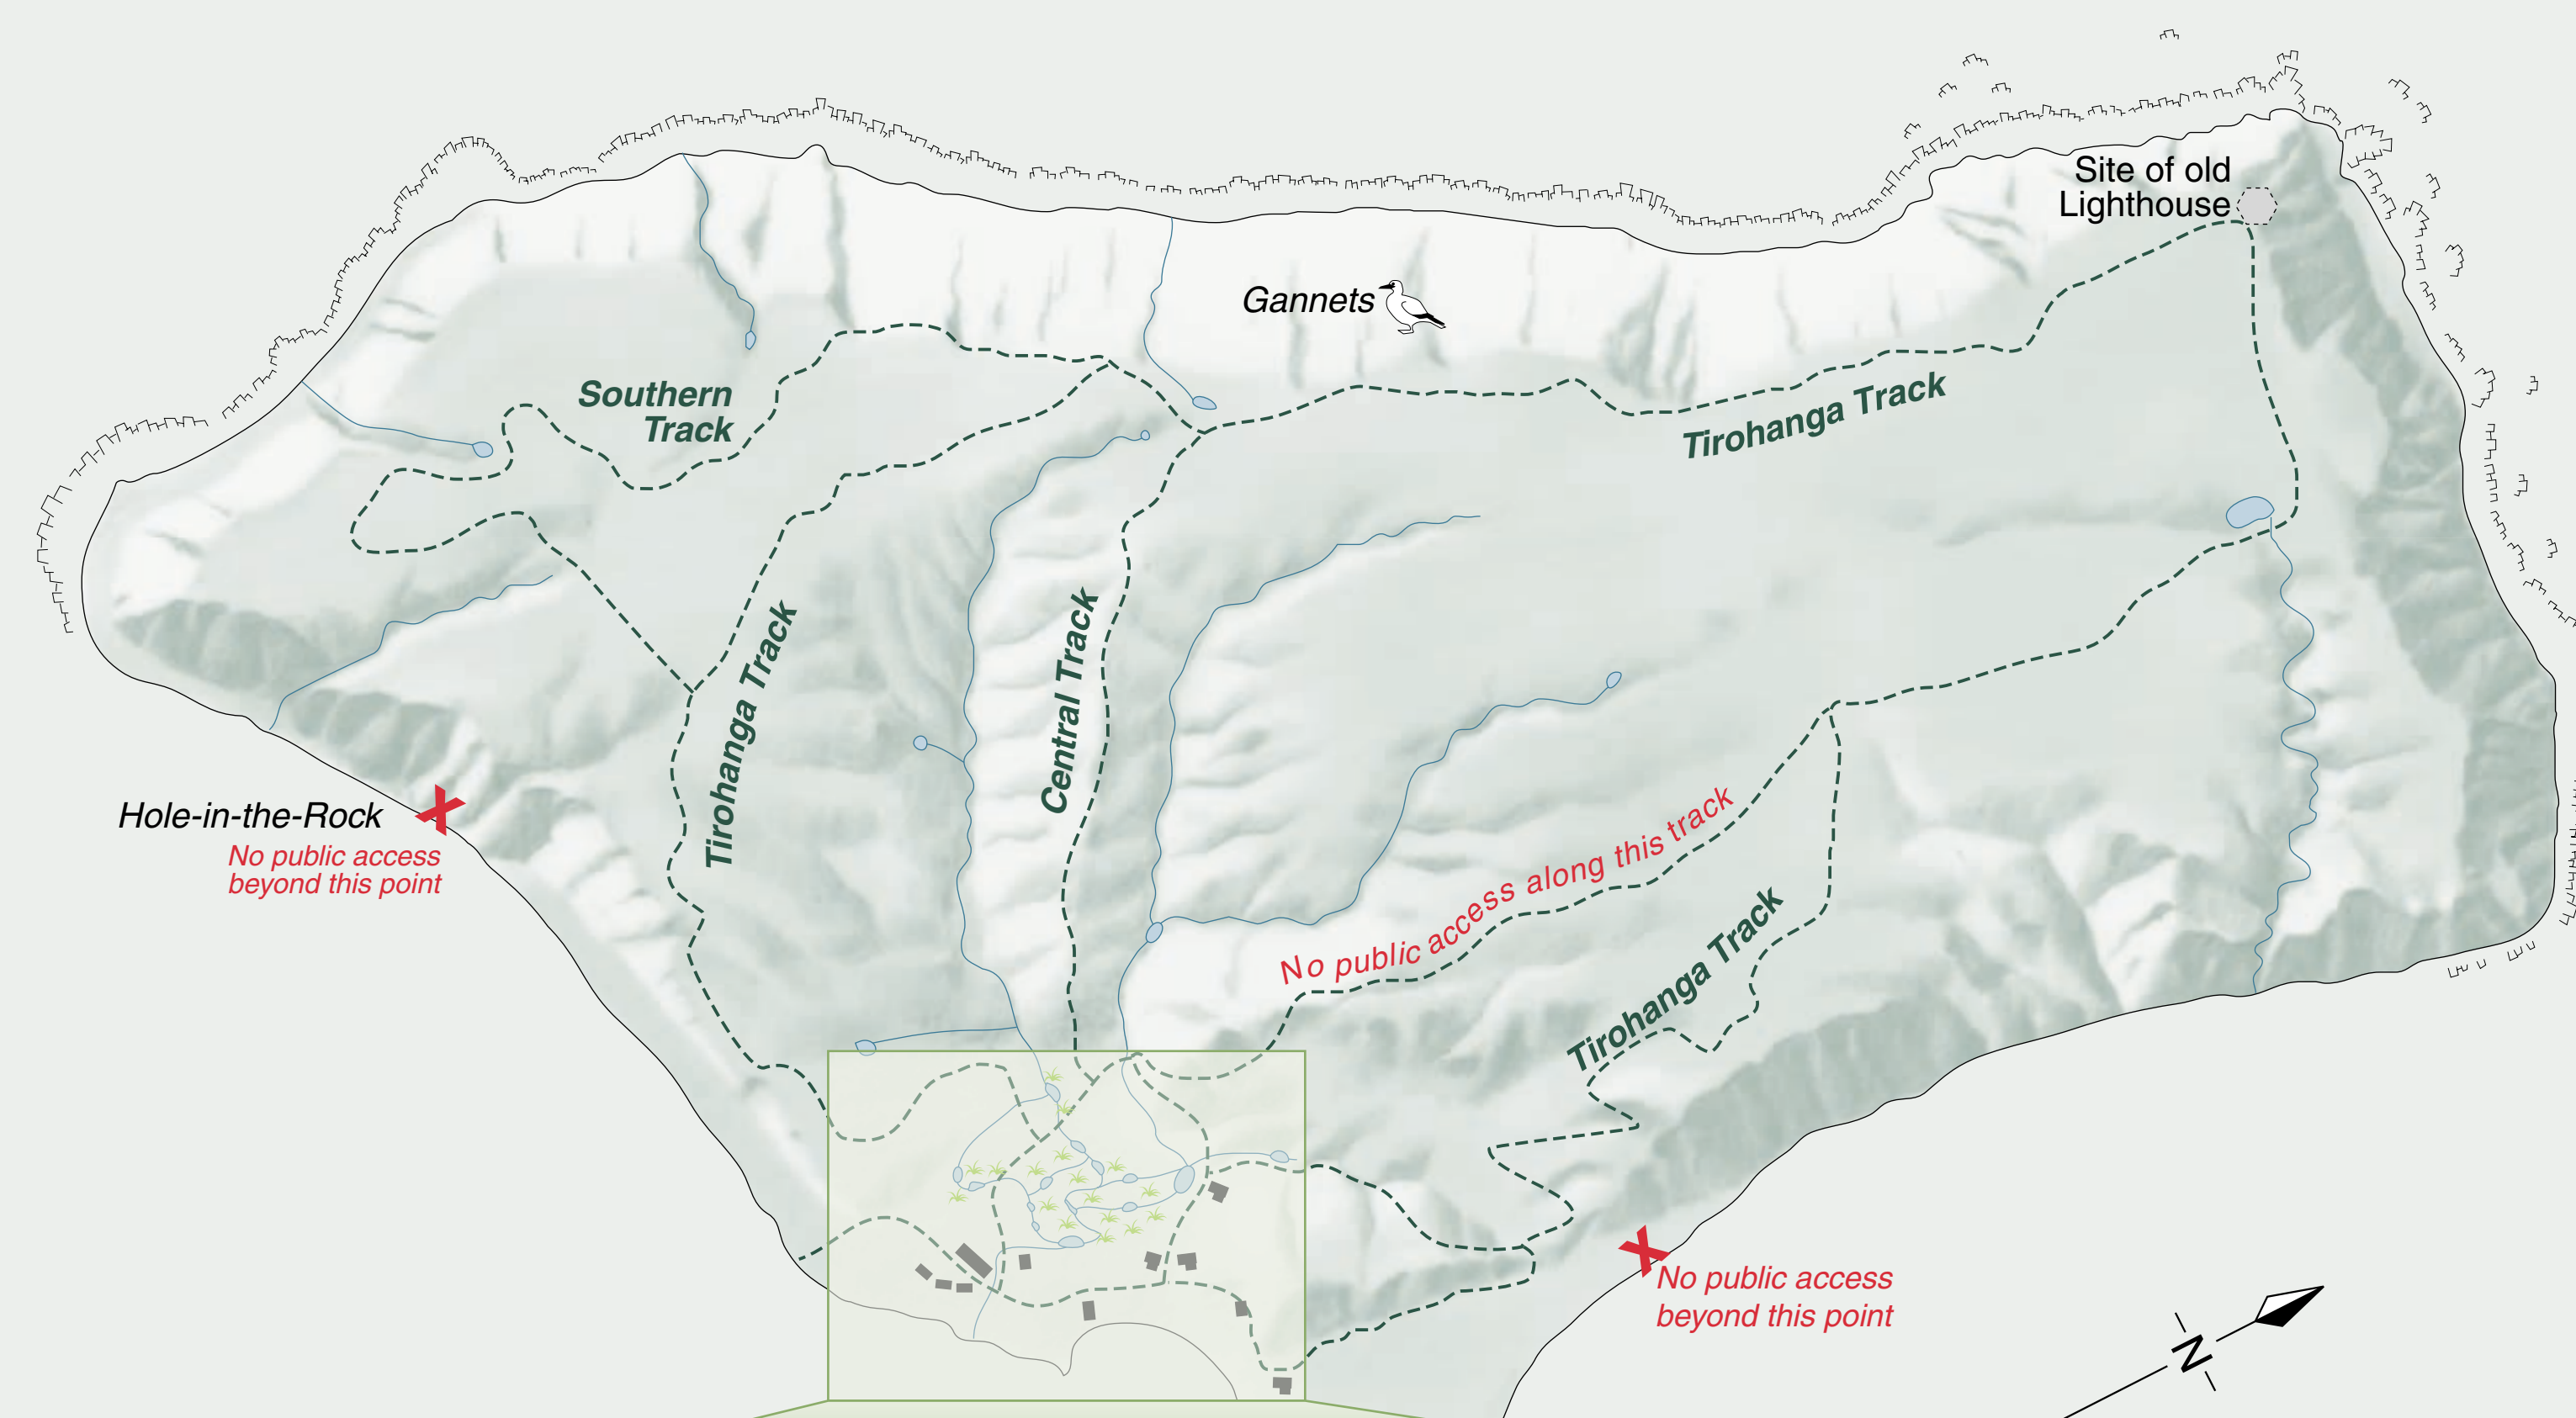 Site of old
Lighthouse
Gannets
Southern
Track
Tirohanga Track
Tirohanga Track
Central Track
Hole-in-the-Rock
No public access
beyond this point
No public access along this track
Tirohanga Track
No public access
beyond this point
N